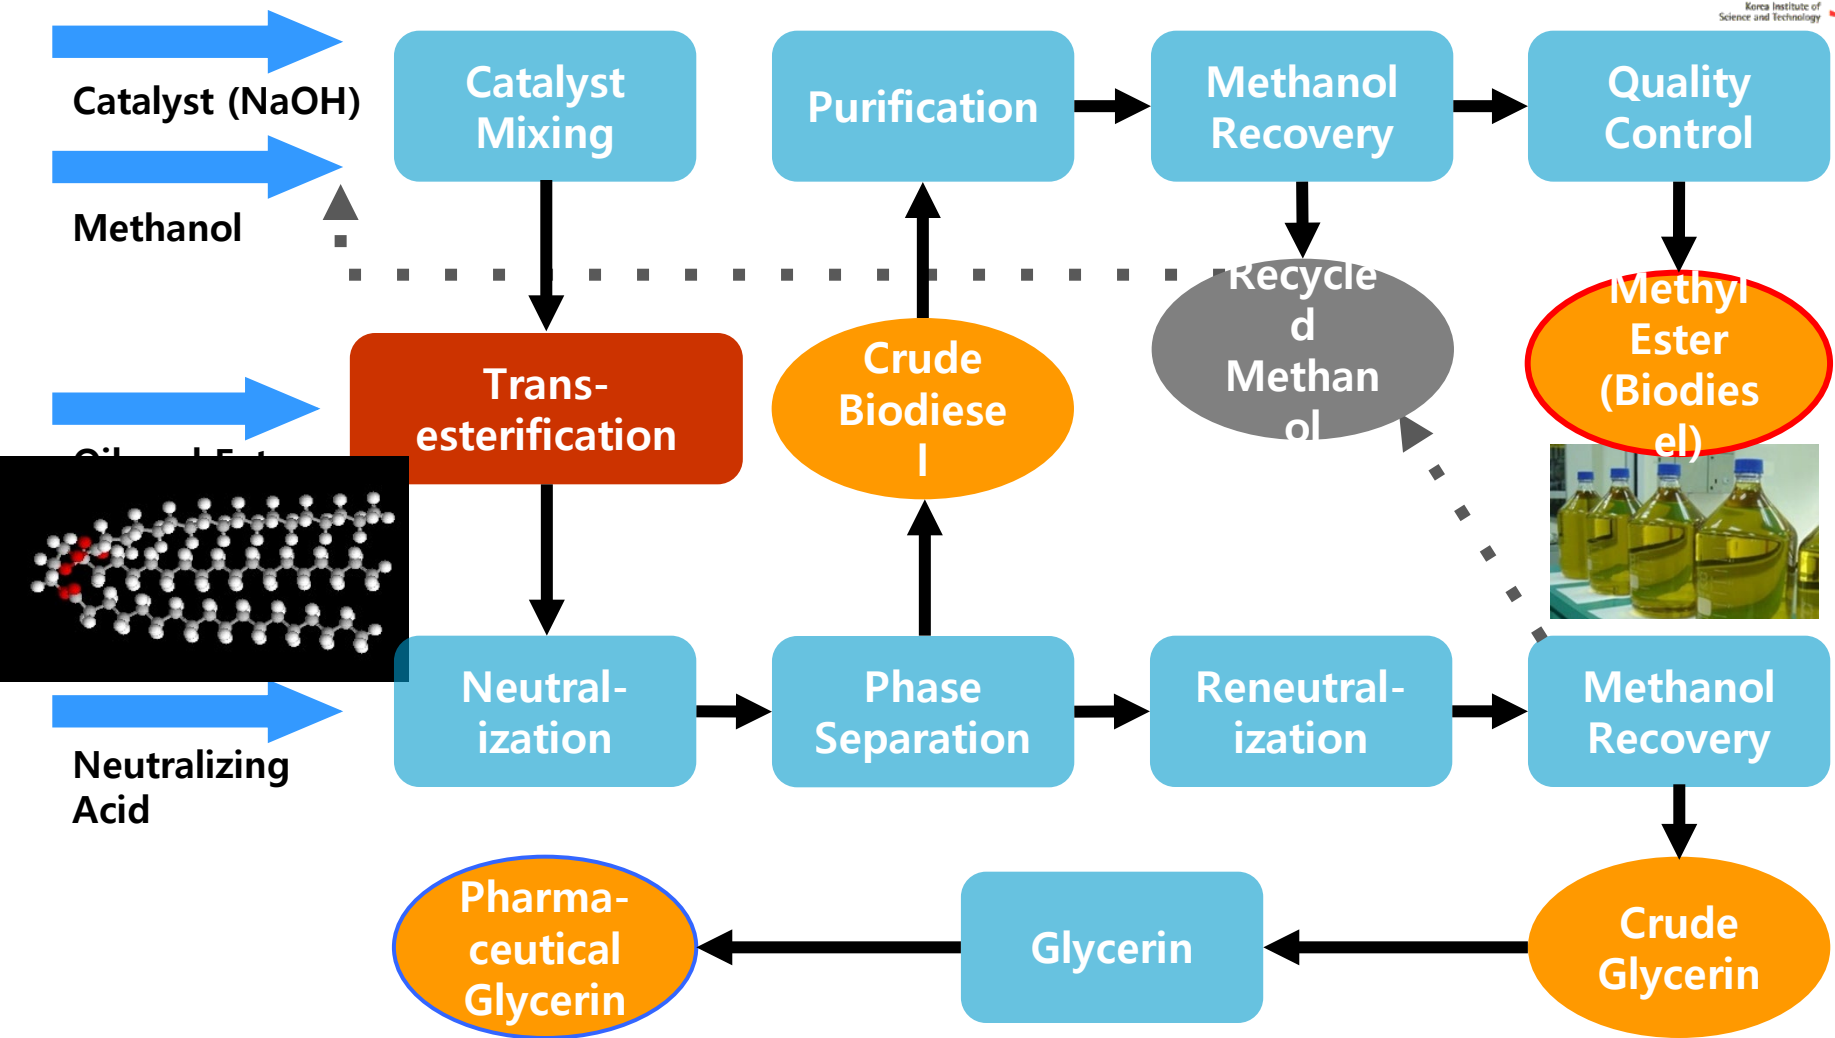 Korea Institute of
Science and Technology
Catalyst (NaOH)
Methanol
Catalyst
Mixing
Purification
Methanol
Recovery
Quality
Control
Trans-
esterification
Crude
Biodiese
l
Recycle
d
Methan
ol
Methyl
Ester
(Biodies
el)
Neutralizing
Acid
Neutral-
ization
Phase
Separation
Reneutral-
ization
Methanol
Recovery
Pharma-
ceutical
Glycerin
Glycerin
Crude
Glycerin